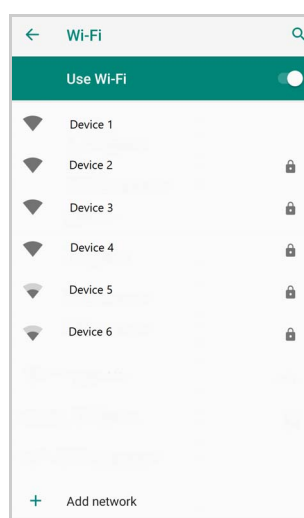 Wi-Fi
Use Wi-Fi
Device 1
Device 2
Device 3
Device 4
Device 5
Device 6
Add network